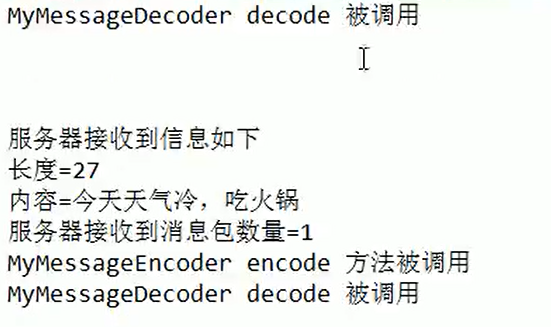 MyMessageDecoder decode 被调用
服务器接收到信息如下
长度=27
内容=今天天气冷，吃火锅
服务器接收到消息包数量=1
MyMessageEncoder encode 方法被调用
MyMessageDecoder decode 被调用